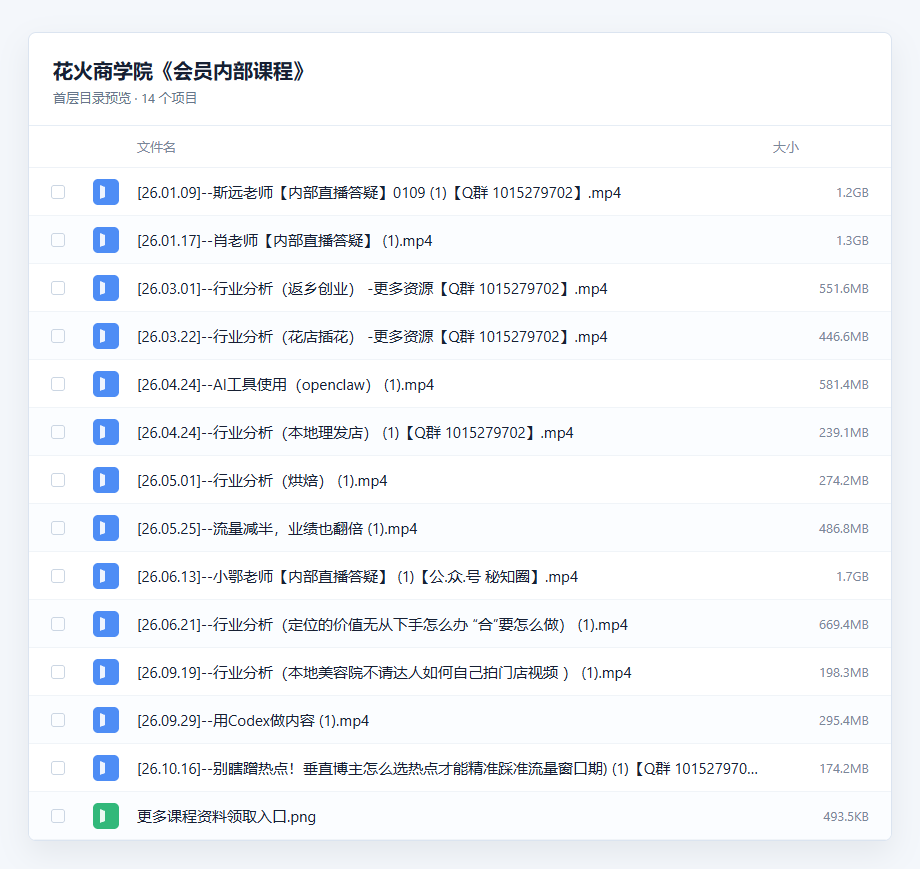 花火商学院《会员内部课程》
首层目录预览 · 14 个项目
文件名 大小
[26.01.09]--斯远老师【内部直播答疑】0109 (1)【Q群 1015279702】.mp4 1.2GB
[26.01.17]--肖老师【内部直播答疑】 (1).mp4 1.3GB
[26.03.01]--行业分析（返乡创业） -更多资源【Q群 1015279702】.mp4 551.6MB
[26.03.22]--行业分析（花店插花） -更多资源【Q群 1015279702】.mp4 446.6MB
[26.04.24]--AI工具使用（openclaw） (1).mp4 581.4MB
[26.04.24]--行业分析（本地理发店） (1)【Q群 1015279702】.mp4 239.1MB
[26.05.01]--行业分析（烘焙） (1).mp4 274.2MB
[26.05.25]--流量减半，业绩也翻倍 (1).mp4 486.8MB
[26.06.13]--小鄂老师【内部直播答疑】 (1)【公.众.号 秘知圈】.mp4 1.7GB
[26.06.21]--行业分析（定位的价值无从下手怎么办 “合”要怎么做） (1).mp4 669.4MB
[26.09.19]--行业分析（本地美容院不请达人如何自己拍门店视频 ） (1).mp4 198.3MB
[26.09.29]--用Codex做内容 (1).mp4 295.4MB
[26.10.16]--别瞎蹭热点！垂直博主怎么选热点才能精准踩准流量窗口期) (1)【Q群 101527970... 174.2MB
更多课程资料领取入口.png 493.5KB